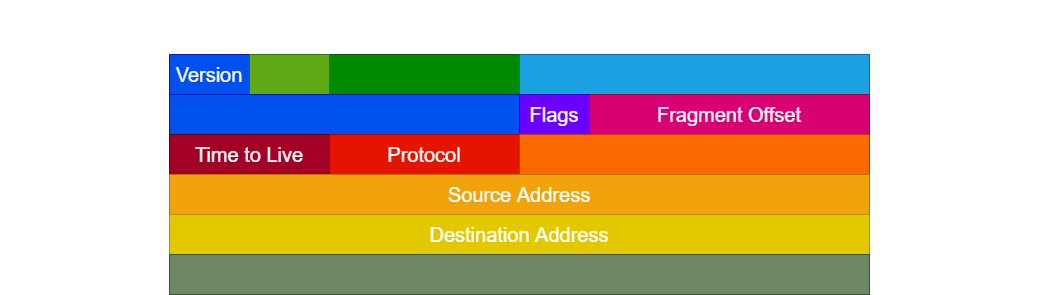 Version
Flags
Fragment Offset
Time to Live
Protocol
Source Address
Destination Address